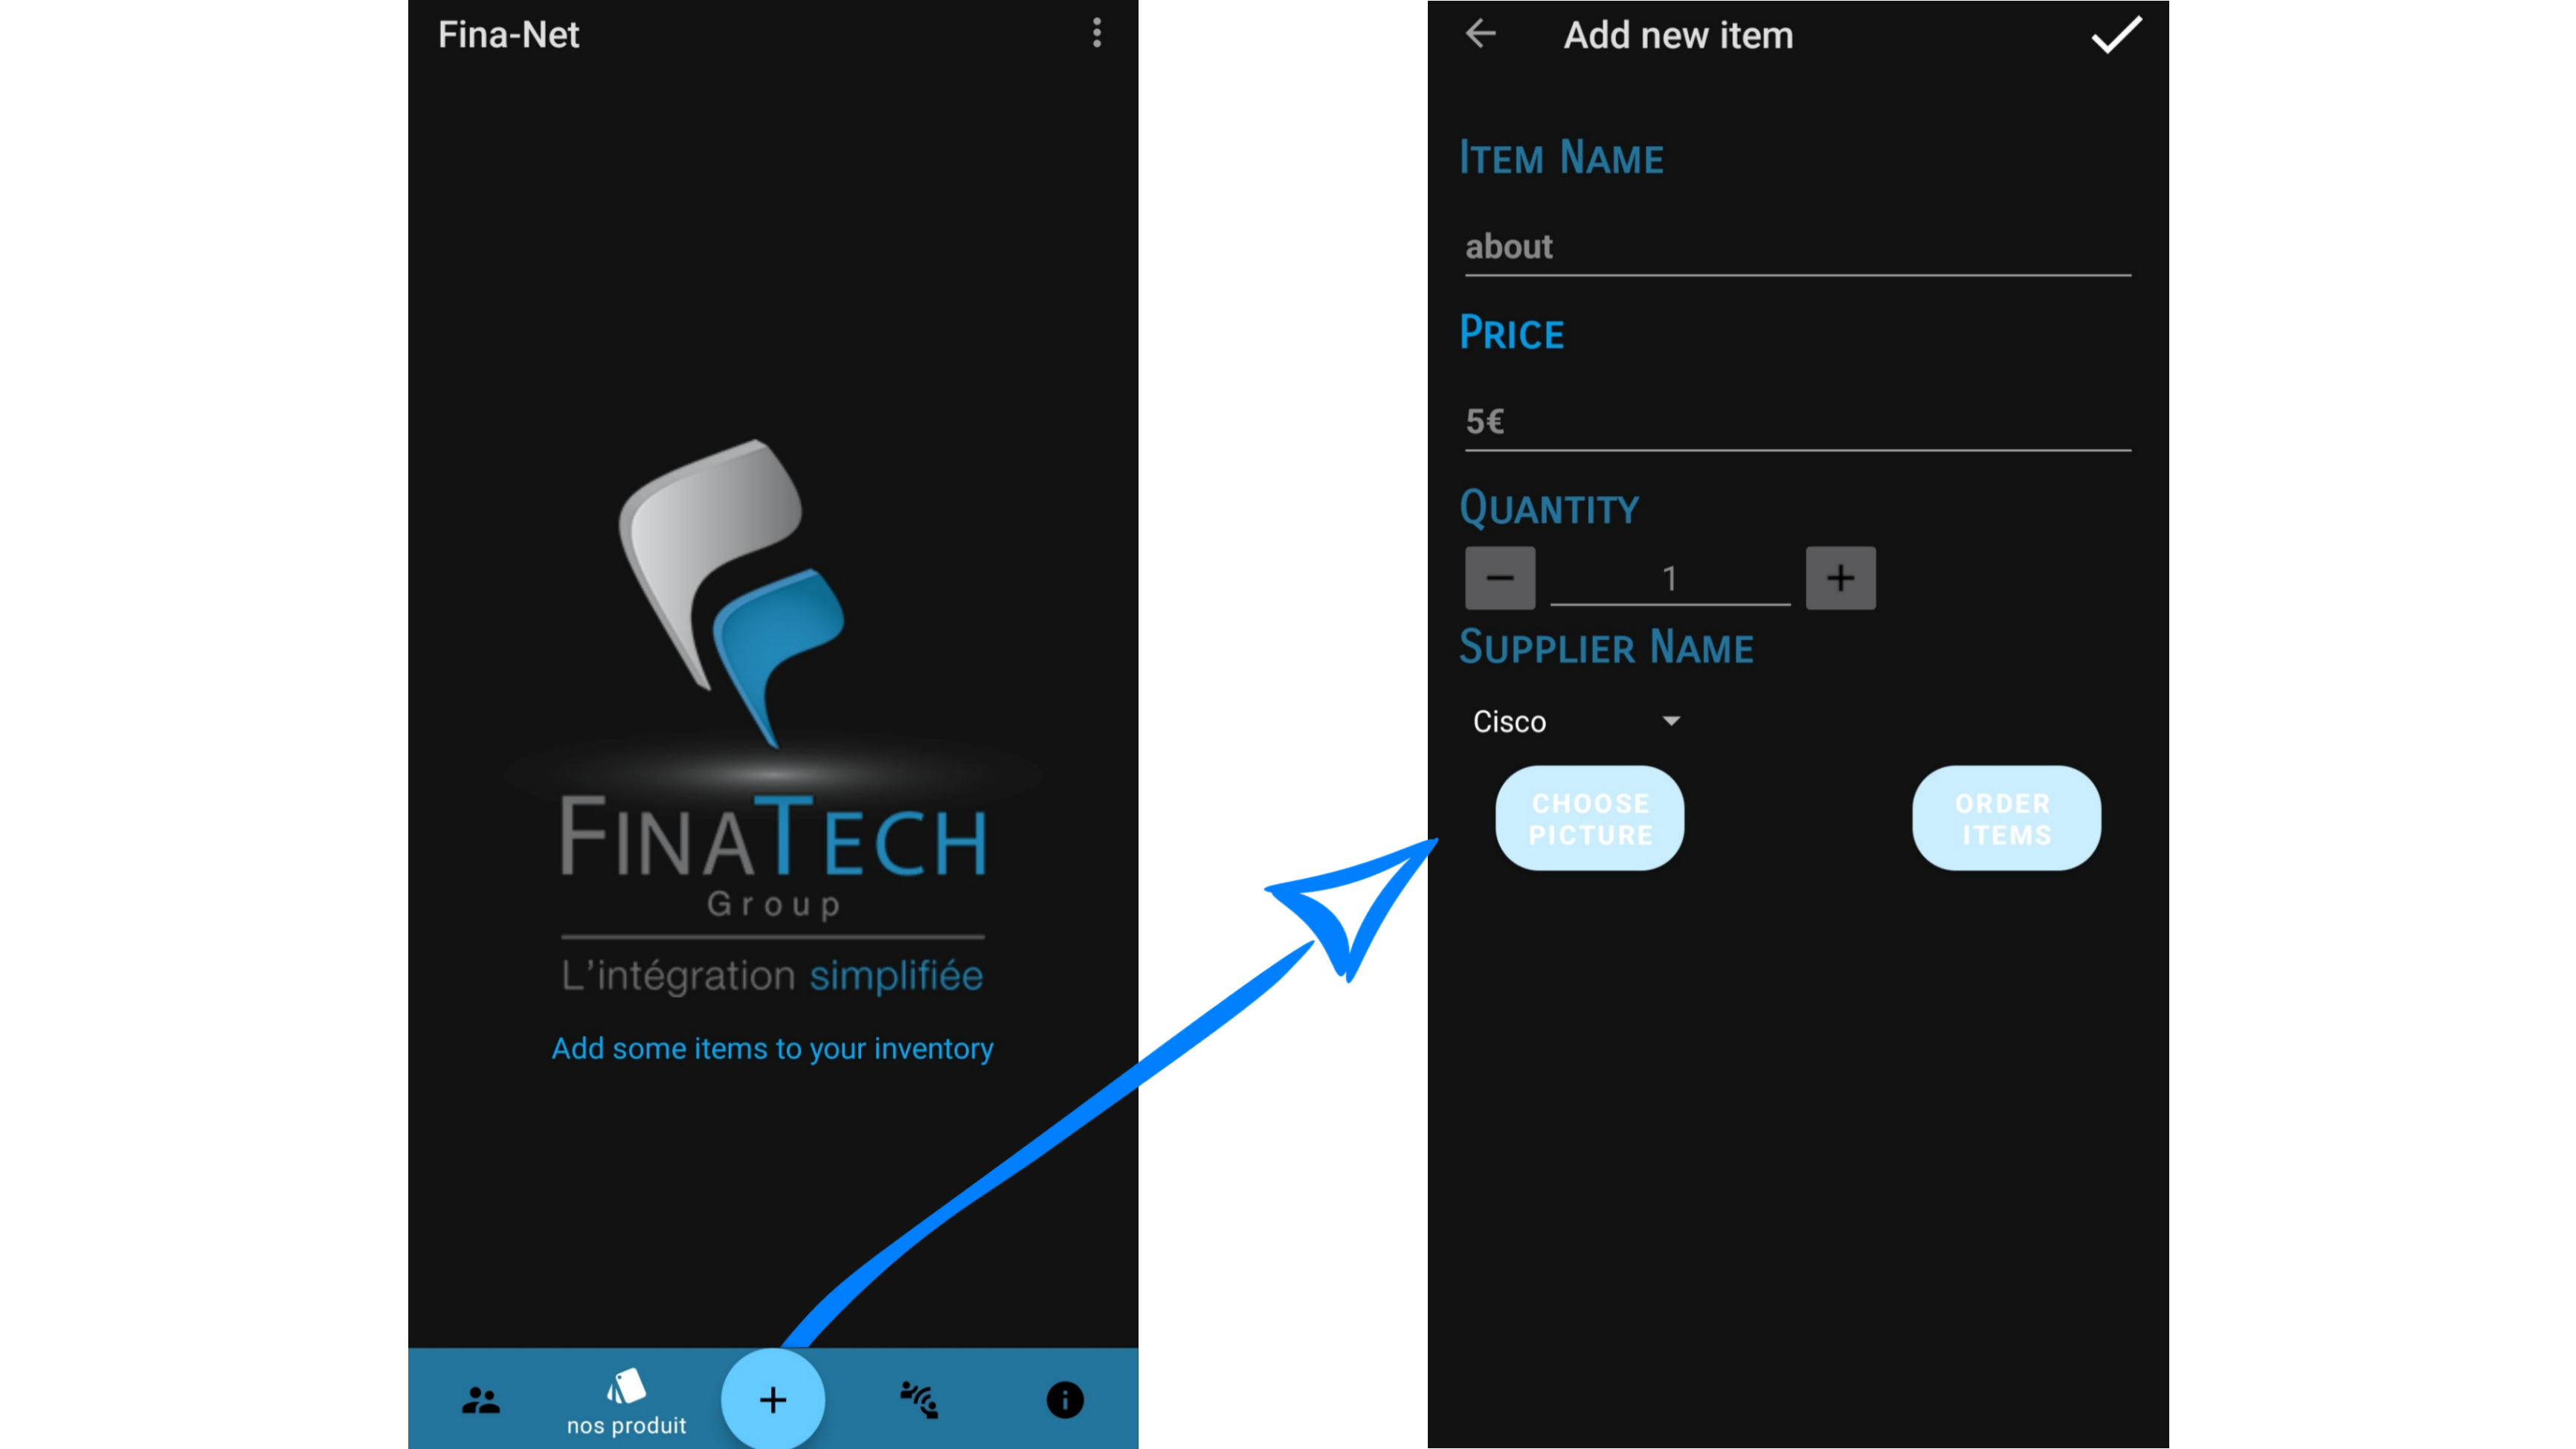 Fina-Net
FINATECH
Group
L'intégration simplifiée
Add some items to your inventory
nos produit
Add new item
ITEM NAME
about
PRICE
5€
QUANTITY
1
SUPPLIER NAME
Cisco
CHOOSE
PICTURE
ORDER
ITEMS